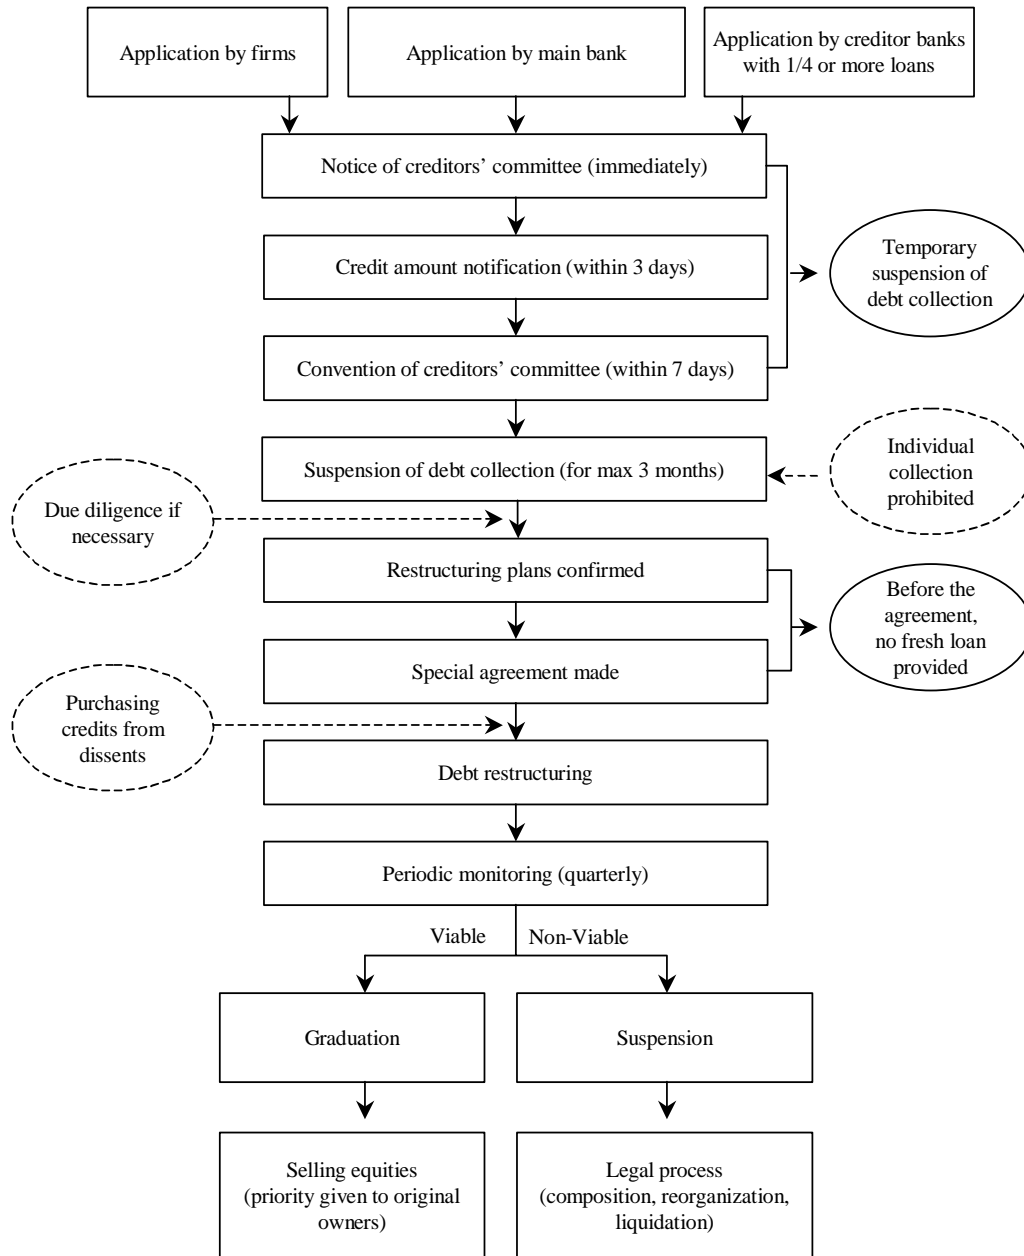 Application by firms
Application by main bank
Application by creditor banks
with 1/4 or more loans
Notice of creditors’ committee (immediately)
Credit amount notification (within 3 days)
Temporary
suspension of
debt collection
Convention of creditors’ committee (within 7 days)
Suspension of debt collection (for max 3 months)
Individual
collection
prohibited
Due diligence if
necessary
Restructuring plans confirmed
Before the
agreement,
no fresh loan
provided
Special agreement made
Purchasing
credits from
dissents
Debt restructuring
Periodic monitoring (quarterly)
Viable
Non-Viable
Graduation
Suspension
Selling equities
(priority given to original
owners)
Legal process
(composition, reorganization,
liquidation)